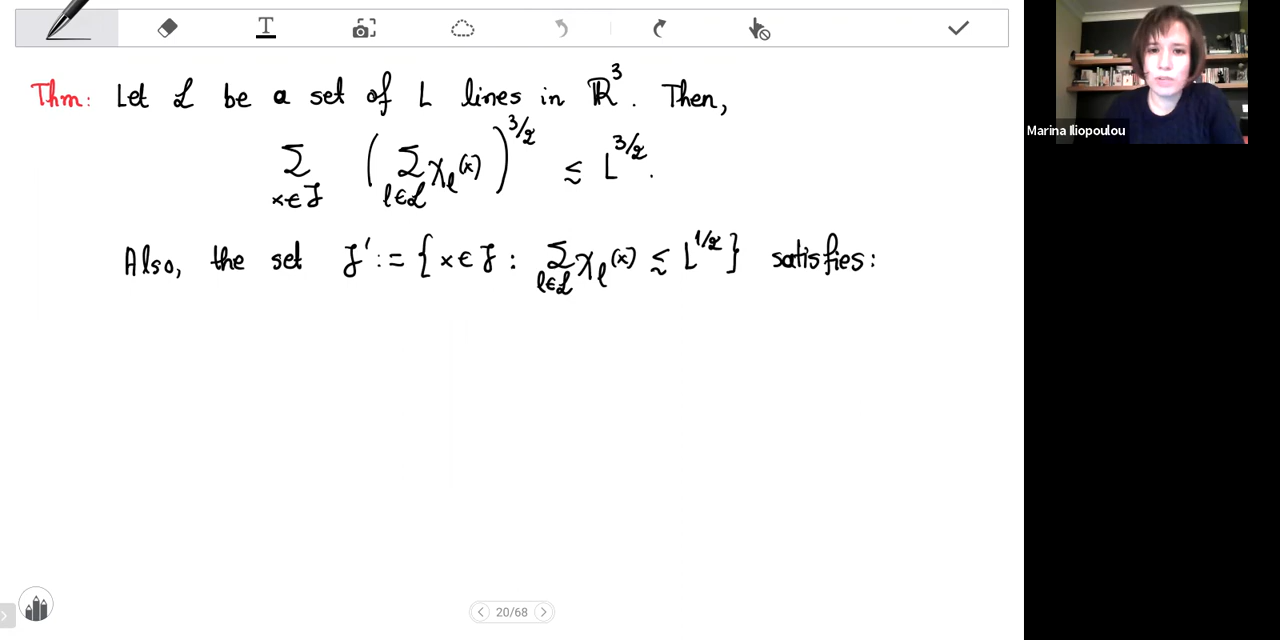 Thm: Let ℒ be a set of L lines in ℝ³. Then,
∑_{x∈J} (∑_{ℓ∈ℒ} χ_ℓ(x))^{3/2} ≲ L^{3/2}.
Also, the set J' := {x∈J : ∑_{ℓ∈ℒ} χ_ℓ(x) ≲ L^{1/2}} satisfies:
Marina Iliopoulou
20/68
T